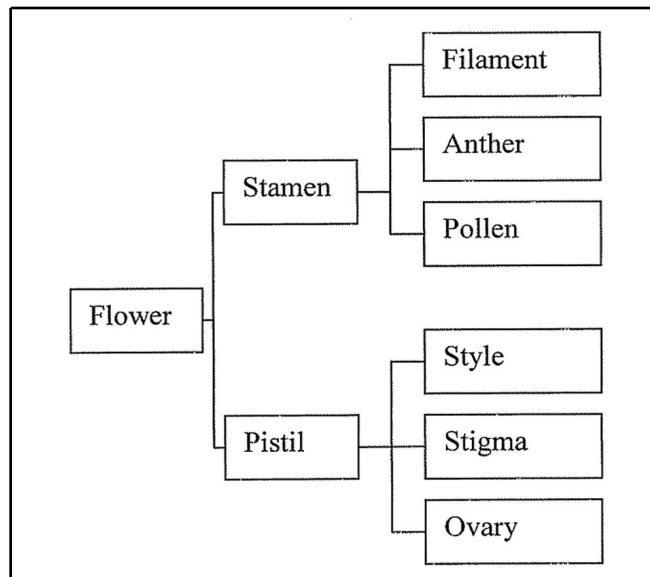 Filament
Anther
Stamen
Pollen
Flower
Style
Pistil
Stigma
Ovary